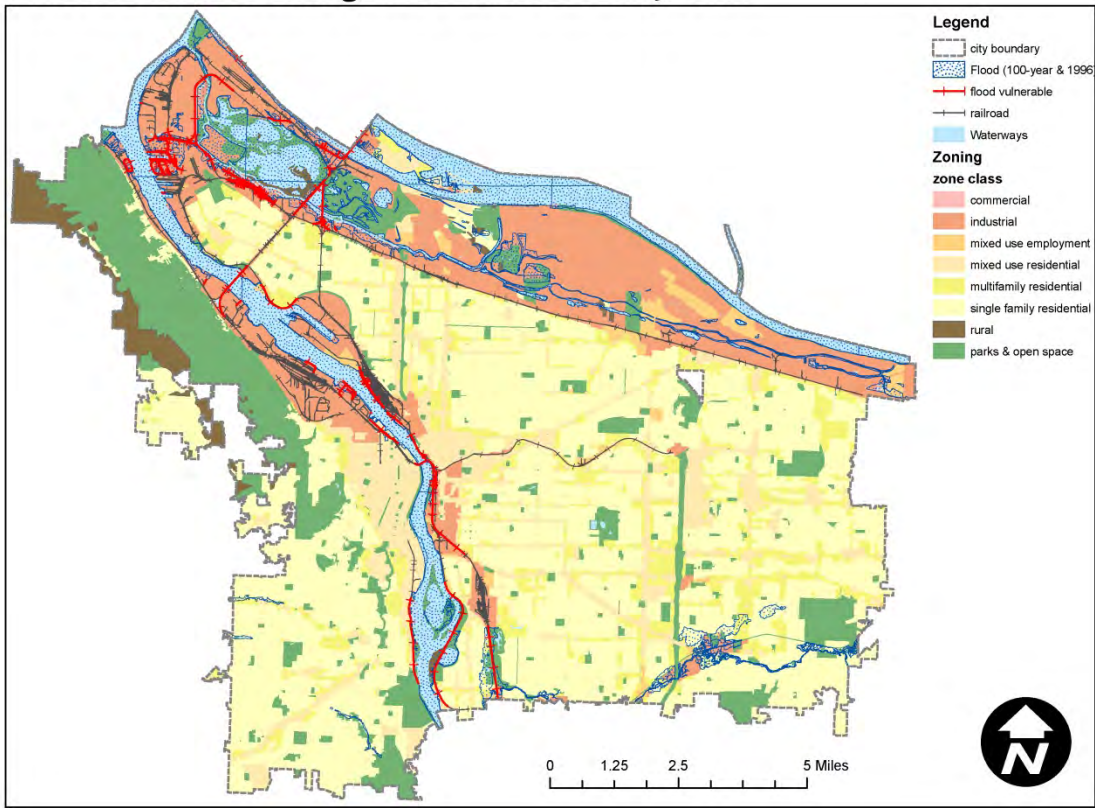 Legend
city boundary
Flood (100-year & 1996)
flood vulnerable
railroad
Waterways
Zoning
zone class
commercial
industrial
mixed use employment
mixed use residential
multifamily residential
single family residential
rural
parks & open space
0 1.25 2.5 5 Miles
N